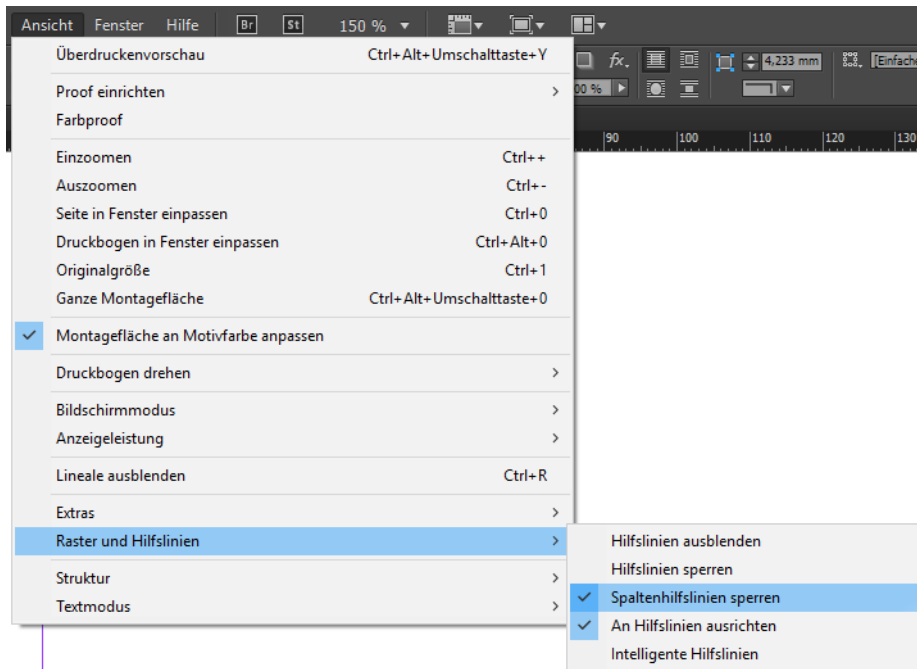 Ansicht Fenster Hilfe Br St 150 %
Überdruckenvorschau Ctrl+Alt+Umschalttaste+Y
fx. 4,233 mm [Einfache
Proof einrichten
00 %
Farbproof
90 100 110 120 130
Einzoomen Ctrl++
Auszoomen Ctrl+-
Seite in Fenster einpassen Ctrl+0
Druckbogen in Fenster einpassen Ctrl+Alt+0
Originalgröße Ctrl+1
Ganze Montagefläche Ctrl+Alt+Umschalttaste+0
Montagefläche an Motivfarbe anpassen
Druckbogen drehen
Bildschirmmodus
Anzeigeleistung
Lineale ausblenden Ctrl+R
Extras
Raster und Hilfslinien
Struktur
Textmodus
Hilfslinien ausblenden
Hilfslinien sperren
Spaltenhilfslinien sperren
An Hilfslinien ausrichten
Intelligente Hilfslinien